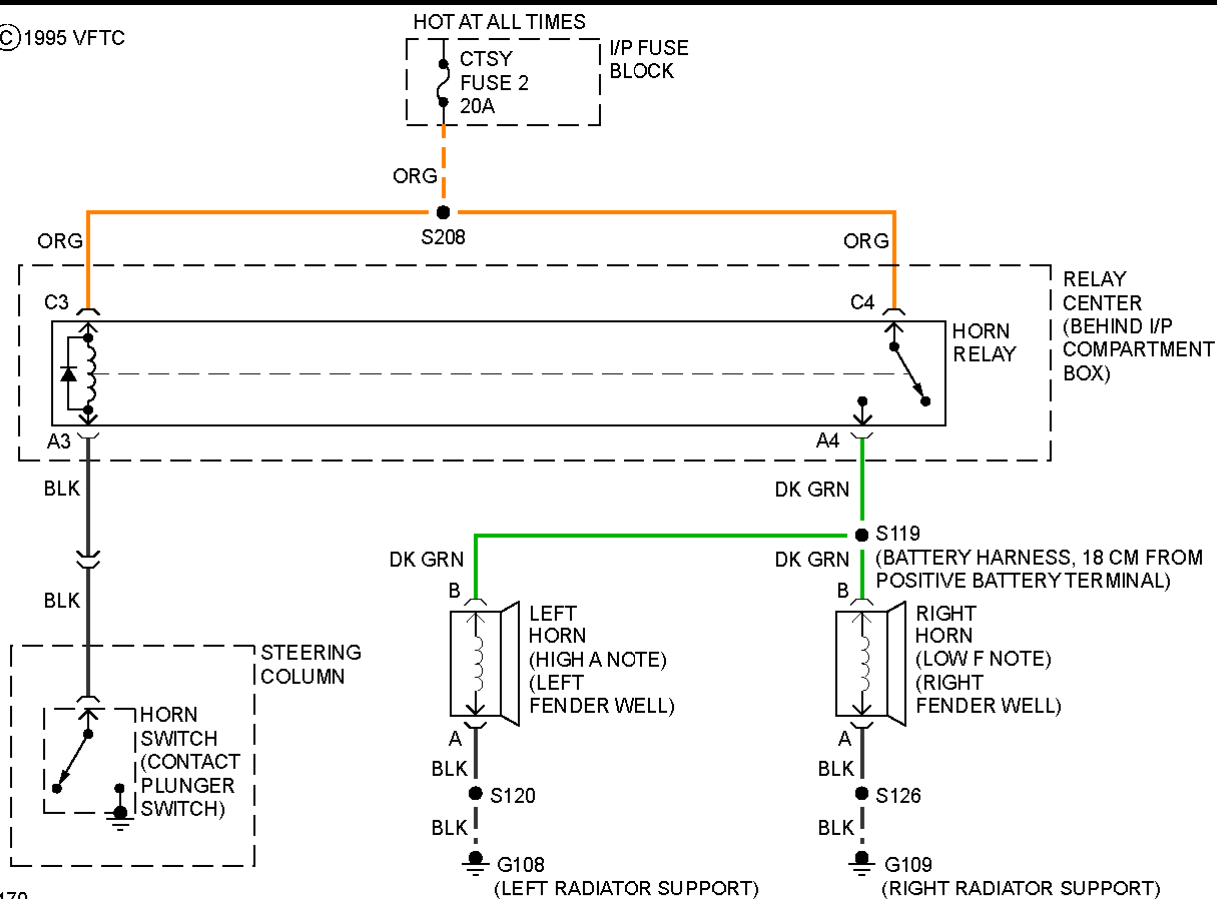 HOT AT ALL TIMES
© 1995 VFTC
I/P FUSE
BLOCK
CTSY
FUSE 2
20A
ORG
S208
ORG
ORG
C3
C4
RELAY
CENTER
(BEHIND I/P
COMPARTMENT
BOX)
HORN
RELAY
A3
A4
BLK
DK GRN
S119
(BATTERY HARNESS, 18 CM FROM
POSITIVE BATTERY TERMINAL)
DK GRN
DK GRN
B
B
BLK
LEFT
HORN
(HIGH A NOTE)
(LEFT
FENDER WELL)
RIGHT
HORN
(LOW F NOTE)
(RIGHT
FENDER WELL)
STEERING
COLUMN
HORN
SWITCH
(CONTACT
PLUNGER
SWITCH)
A
A
BLK
BLK
S120
S126
BLK
BLK
G108
(LEFT RADIATOR SUPPORT)
G109
(RIGHT RADIATOR SUPPORT)